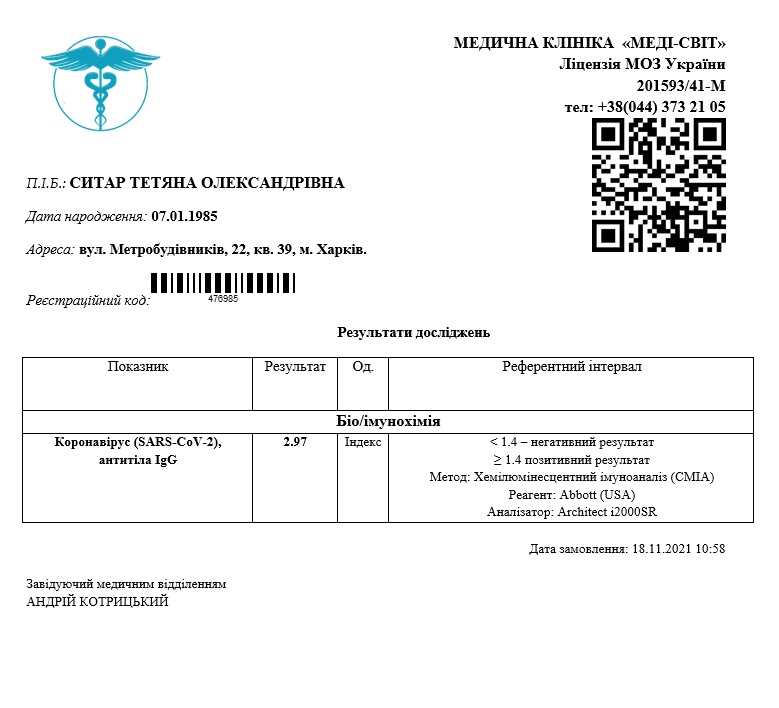 МЕДИЧНА КЛІНІКА «МЕДІ-СВІТ»
Ліцензія МОЗ України
201593/41-М
тел: +38(044) 373 21 05
П.І.Б.: СИТАР ТЕТЯНА ОЛЕКСАНДРІВНА
Дата народження: 07.01.1985
Адреса: вул. Метробудівників, 22, кв. 39, м. Харків.
Реєстраційний код:
476985
Результати досліджень
Показник Результат Од. Референтний інтервал
Біо/імунохімія
Коронавірус (SARS-CoV-2), 2.97 Індекс < 1.4 – негативний результат
антитіла IgG ≥ 1.4 позитивний результат
Метод: Хемілюмінесцентний імуноаналіз (CMIA)
Реагент: Abbott (USA)
Аналізатор: Architect i2000SR
Дата замовлення: 18.11.2021 10:58
Завідуючий медичним відділенням
АНДРІЙ КОТРИЦЬКИЙ